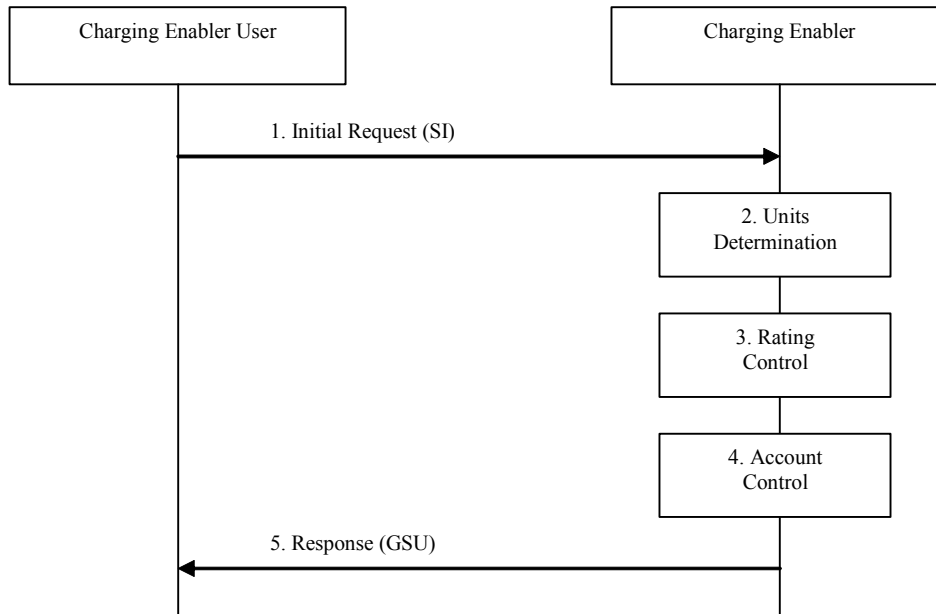 Charging Enabler User
Charging Enabler
1. Initial Request (SI)
2. Units
Determination
3. Rating
Control
4. Account
Control
5. Response (GSU)